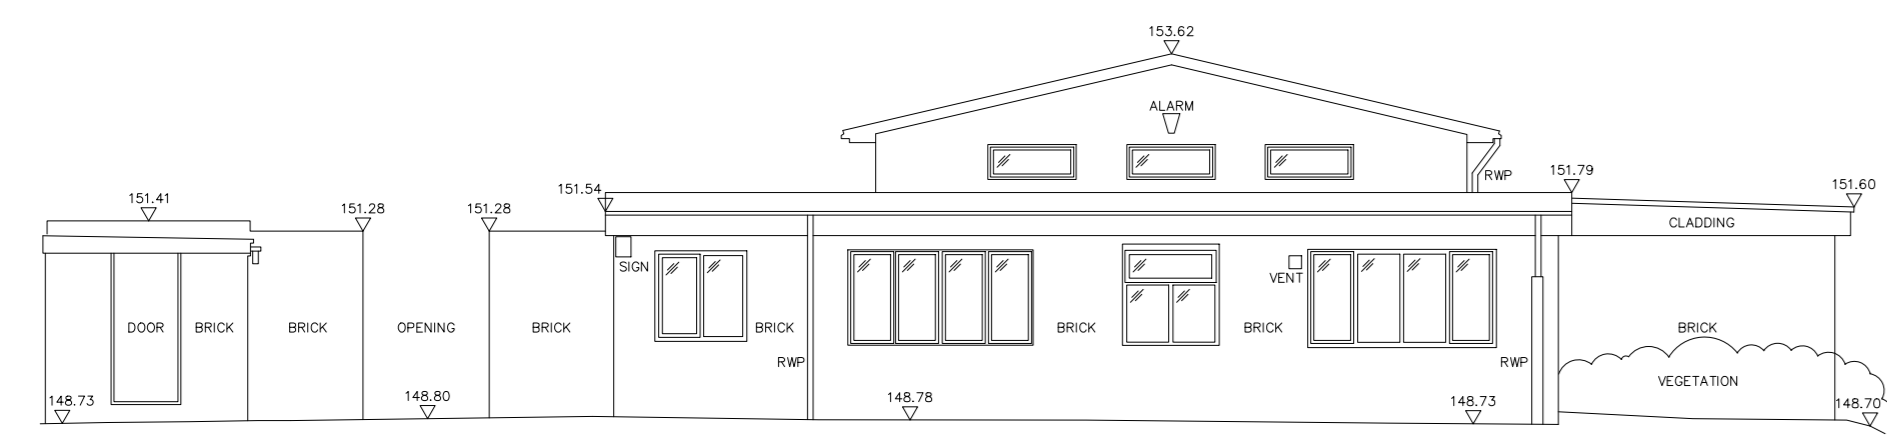 153.62
ALARM
RWP
151.79
151.54
151.60
151.41
151.28
151.28
CLADDING
SIGN
VENT
DOOR
BRICK
BRICK
OPENING
BRICK
BRICK
BRICK
BRICK
BRICK
RWP
RWP
VEGETATION
148.73
148.80
148.78
148.73
148.70